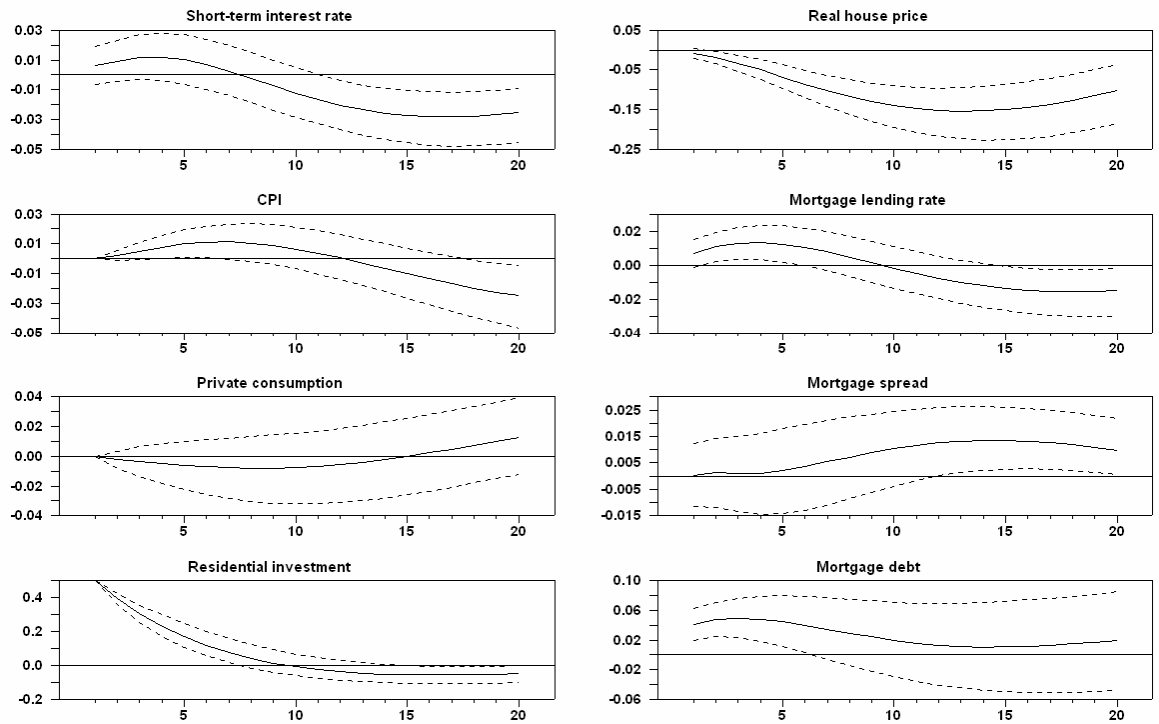 Short-term interest rate
0.03
0.01
-0.01
-0.03
-0.05
5 10 15 20
Real house price
0.05
-0.05
-0.15
-0.25
5 10 15 20
CPI
0.03
0.01
-0.01
-0.03
-0.05
5 10 15 20
Mortgage lending rate
0.02
0.00
-0.02
-0.04
5 10 15 20
Private consumption
0.04
0.02
0.00
-0.02
-0.04
5 10 15 20
Mortgage spread
0.025
0.015
0.005
-0.005
-0.015
5 10 15 20
Residential investment
0.4
0.2
0.0
-0.2
5 10 15 20
Mortgage debt
0.10
0.06
0.02
-0.02
-0.06
5 10 15 20